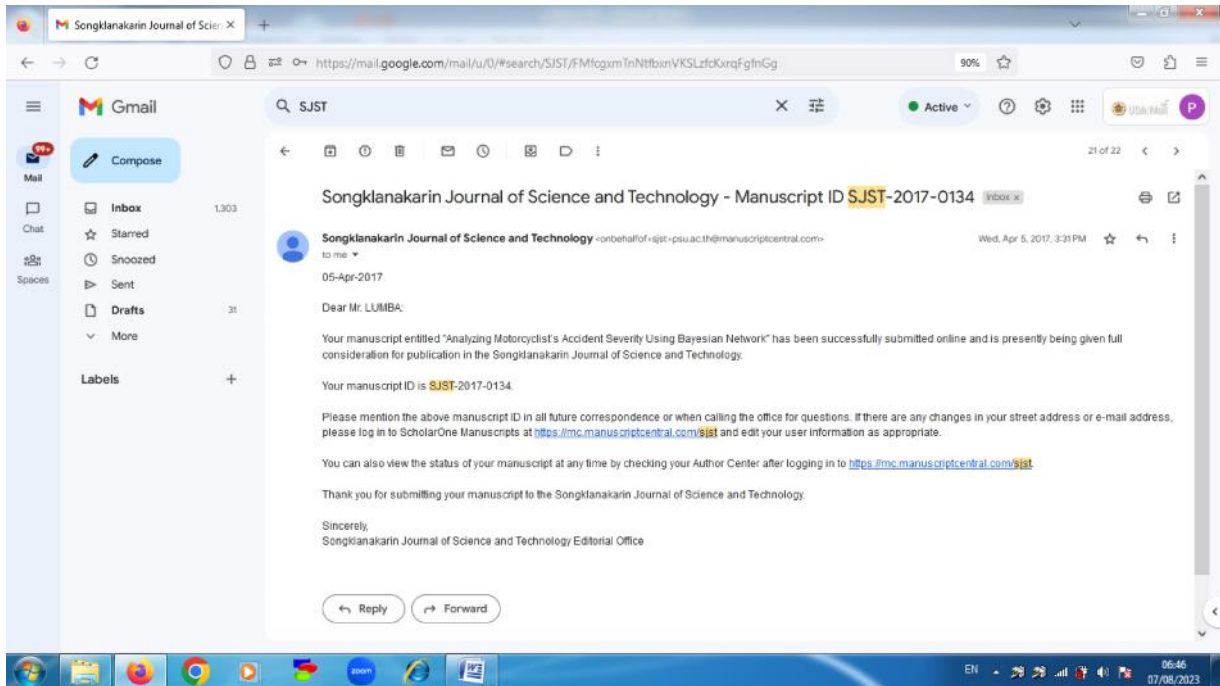 Songklanakarin Journal of Scien ×
https://mail.google.com/mail/u/0/#search/SJST/FMfcgxmTnNtfbxnVKSLzfcKxrqFgfnGg
90%
Gmail
SJST
Active
P
99+
Mail
Compose
21 of 22
Songklanakarin Journal of Science and Technology - Manuscript ID SJST-2017-0134 Inbox ×
Chat
Inbox 1,303
Starred
Songklanakarin Journal of Science and Technology <onbehalfof+sjst+psu.ac.th@manuscriptcentral.com>
Wed, Apr 5, 2017, 3:31 PM
to me
Spaces
Snoozed
Sent
Drafts 31
More
Labels +
05-Apr-2017
Dear Mr. LUMBA:
Your manuscript entitled "Analyzing Motorcyclist's Accident Severity Using Bayesian Network" has been successfully submitted online and is presently being given full
consideration for publication in the Songklanakarin Journal of Science and Technology.
Your manuscript ID is SJST-2017-0134.
Please mention the above manuscript ID in all future correspondence or when calling the office for questions. If there are any changes in your street address or e-mail address,
please log in to ScholarOne Manuscripts at https://mc.manuscriptcentral.com/sjst and edit your user information as appropriate.
You can also view the status of your manuscript at any time by checking your Author Center after logging in to https://mc.manuscriptcentral.com/sjst.
Thank you for submitting your manuscript to the Songklanakarin Journal of Science and Technology.
Sincerely,
Songklanakarin Journal of Science and Technology Editorial Office
Reply
Forward
zoom
EN
06:46
07/08/2023